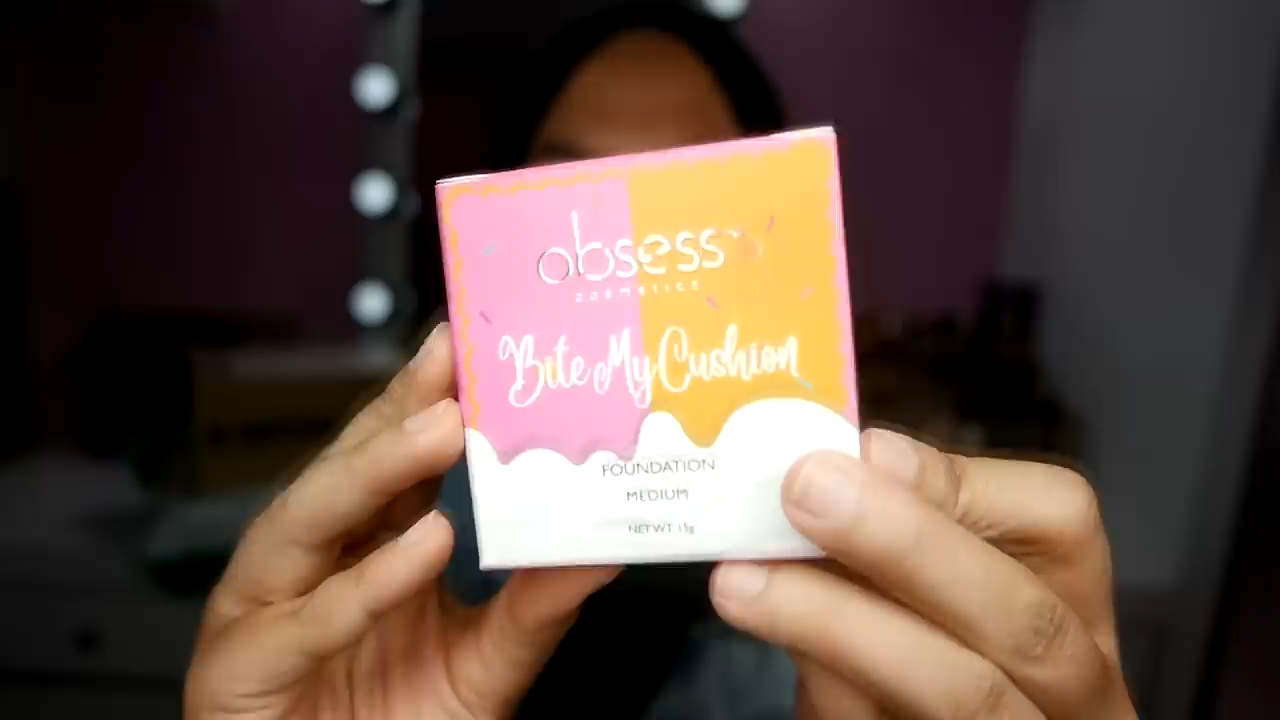 obsess
COSMETICS
Bite My Cushion
FOUNDATION
MEDIUM
NET WT. 15g